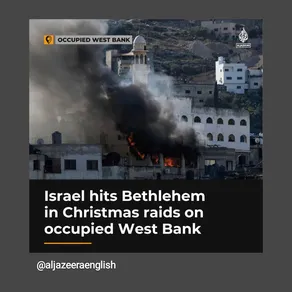 OCCUPIED WEST BANK
Israel hits Bethlehem
in Christmas raids on
occupied West Bank
@aljazeeraenglish